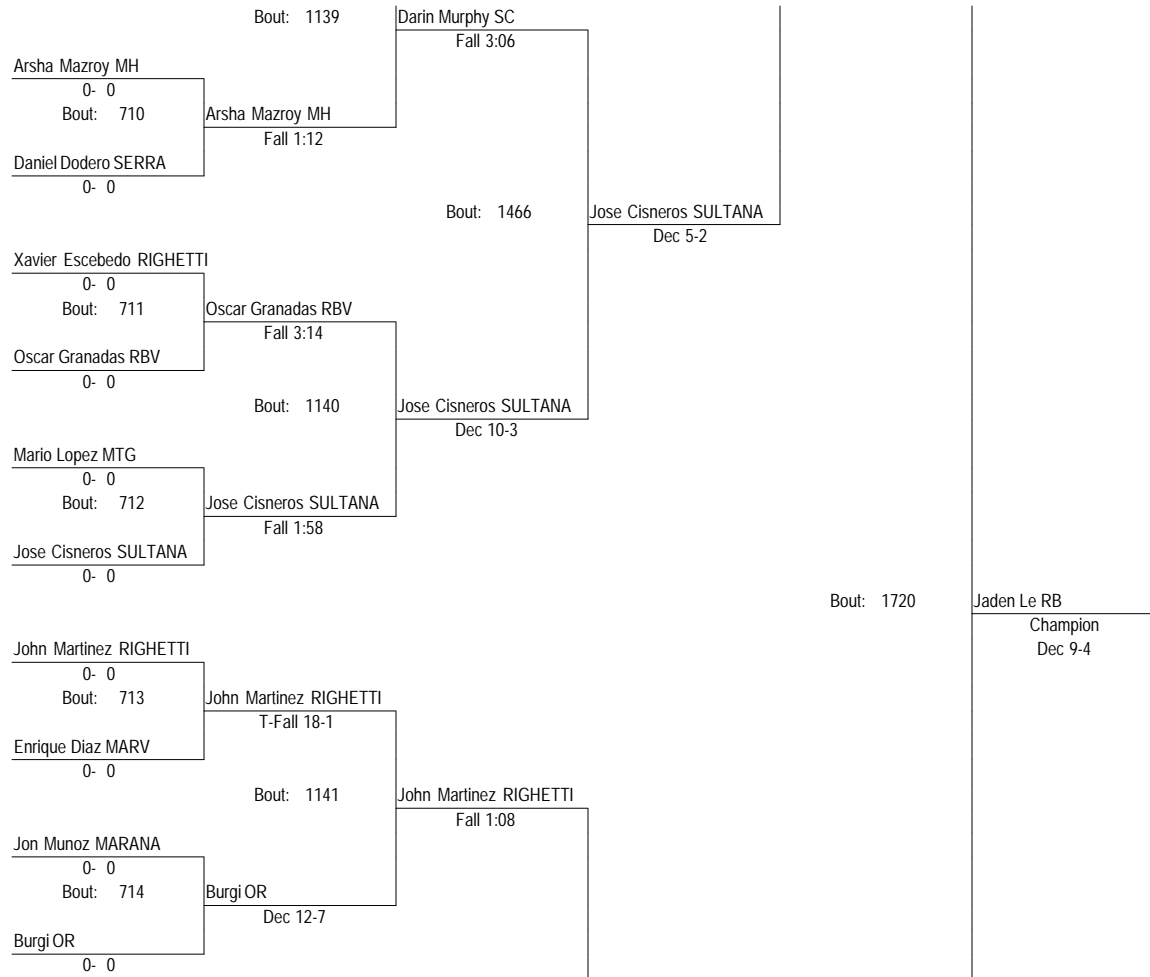 Bout: 1139 Darin Murphy SC
Fall 3:06
Arsha Mazroy MH
0- 0
Bout: 710 Arsha Mazroy MH
Fall 1:12
Daniel Dodero SERRA
0- 0
Bout: 1466 Jose Cisneros SULTANA
Dec 5-2
Xavier Escebedo RIGHETTI
0- 0
Bout: 711 Oscar Granadas RBV
Fall 3:14
Oscar Granadas RBV
0- 0
Bout: 1140 Jose Cisneros SULTANA
Dec 10-3
Mario Lopez MTG
0- 0
Bout: 712 Jose Cisneros SULTANA
Fall 1:58
Jose Cisneros SULTANA
0- 0
Bout: 1720 Jaden Le RB
Champion
Dec 9-4
John Martinez RIGHETTI
0- 0
Bout: 713 John Martinez RIGHETTI
T-Fall 18-1
Enrique Diaz MARV
0- 0
Bout: 1141 John Martinez RIGHETTI
Fall 1:08
Jon Munoz MARANA
0- 0
Bout: 714 Burgi OR
Dec 12-7
Burgi OR
0- 0